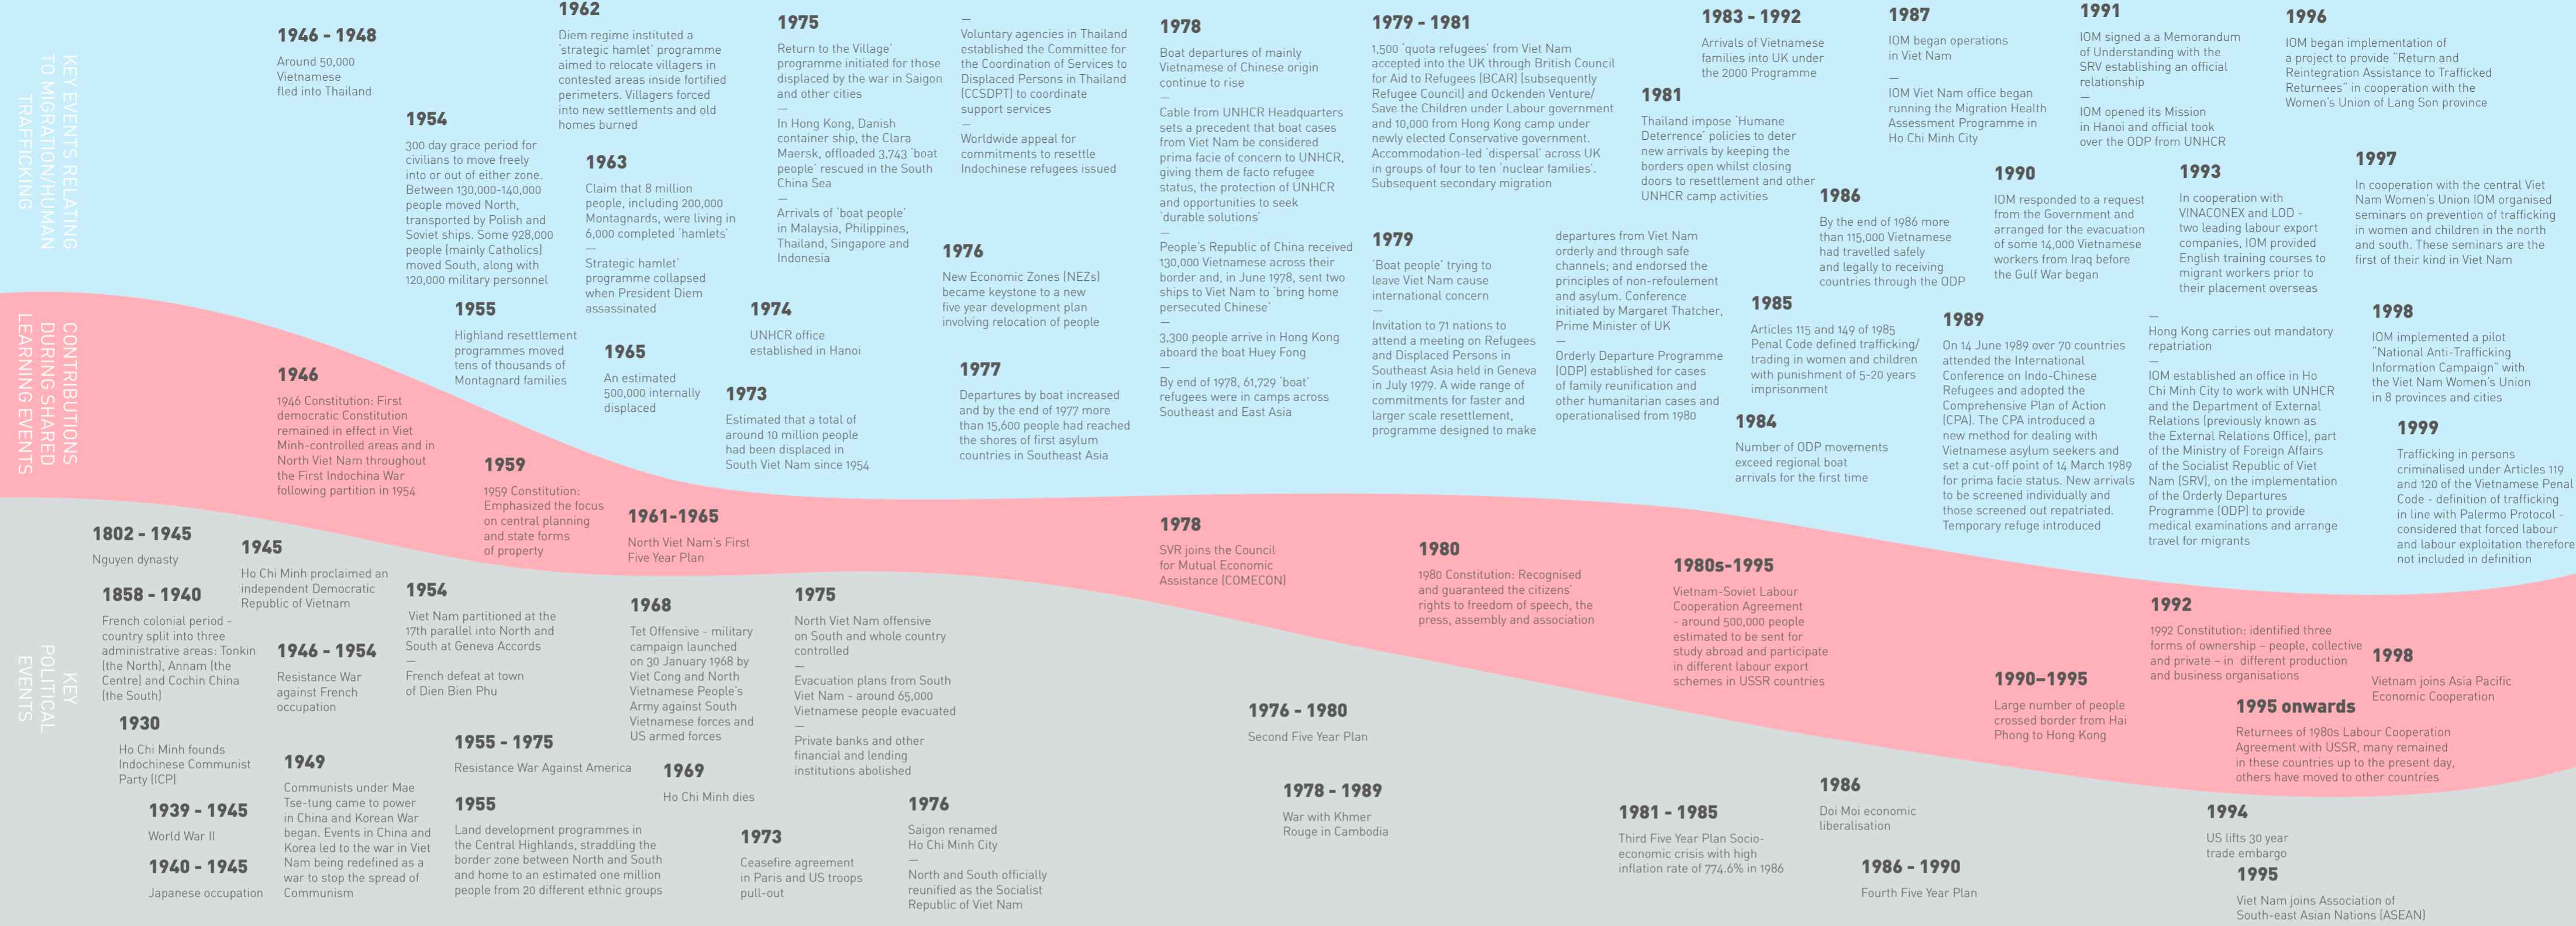 KEY EVENTS RELATING
TO MIGRATION/HUMAN
TRAFFICKING
1946 - 1948
Around 50,000
Vietnamese
fled into Thailand
1954
300 day grace period for
civilians to move freely
into or out of either zone.
Between 130,000-140,000
people moved North,
transported by Polish and
Soviet ships. Some 928,000
people (mainly Catholics)
moved South, along with
120,000 military personnel
1955
Highland resettlement
programmes moved
tens of thousands of
Montagnard families
1962
Diem regime instituted a
‘strategic hamlet’ programme
aimed to relocate villagers in
contested areas inside fortified
perimeters. Villagers forced
into new settlements and old
homes burned
1963
Claim that 8 million
people, including 200,000
Montagnards, were living in
6,000 completed ‘hamlets’
—
Strategic hamlet’
programme collapsed
when President Diem
assassinated
1965
An estimated
500,000 internally
displaced
1973
Estimated that a total of
around 10 million people
had been displaced in
South Viet Nam since 1954
1974
UNHCR office
established in Hanoi
1975
Return to the Village’
programme initiated for those
displaced by the war in Saigon
and other cities
—
In Hong Kong, Danish
container ship, the Clara
Maersk, offloaded 3,743 ‘boat
people’ rescued in the South
China Sea
—
Arrivals of ‘boat people’
in Malaysia, Philippines,
Thailand, Singapore and
Indonesia
—
Voluntary agencies in Thailand
established the Committee for
the Coordination of Services to
Displaced Persons in Thailand
(CCSDPT) to coordinate
support services
—
Worldwide appeal for
commitments to resettle
Indochinese refugees issued
1976
New Economic Zones (NEZs)
became keystone to a new
five year development plan
involving relocation of people
1977
Departures by boat increased
and by the end of 1977 more
than 15,600 people had reached
the shores of first asylum
countries in Southeast Asia
1978
Boat departures of mainly
Vietnamese of Chinese origin
continue to rise
—
Cable from UNHCR Headquarters
sets a precedent that boat cases
from Viet Nam be considered
prima facie of concern to UNHCR,
giving them de facto refugee
status, the protection of UNHCR
and opportunities to seek
‘durable solutions’
—
People’s Republic of China received
130,000 Vietnamese across their
border and, in June 1978, sent two
ships to Viet Nam to ‘bring home
persecuted Chinese’
—
3,300 people arrive in Hong Kong
aboard the boat Huey Fong
—
By end of 1978, 61,729 ‘boat’
refugees were in camps across
Southeast and East Asia
1979 - 1981
1,500 ‘quota refugees’ from Viet Nam
accepted into the UK through British Council
for Aid to Refugees (BCAR) (subsequently
Refugee Council) and Ockenden Venture/
Save the Children under Labour government
and 10,000 from Hong Kong camp under
newly elected Conservative government.
Accommodation-led ‘dispersal’ across UK
in groups of four to ten ‘nuclear families’.
Subsequent secondary migration
1979
‘Boat people’ trying to
leave Viet Nam cause
international concern
—
Invitation to 71 nations to
attend a meeting on Refugees
and Displaced Persons in
Southeast Asia held in Geneva
in July 1979. A wide range of
commitments for faster and
larger scale resettlement,
programme designed to make
departures from Viet Nam
orderly and through safe
channels; and endorsed the
principles of non-refoulement
and asylum. Conference
initiated by Margaret Thatcher,
Prime Minister of UK
—
Orderly Departure Programme
(ODP) established for cases
of family reunification and
other humanitarian cases and
operationalised from 1980
1983 - 1992
Arrivals of Vietnamese
families into UK under
the 2000 Programme
1981
Thailand impose ‘Humane
Deterrence’ policies to deter
new arrivals by keeping the
borders open whilst closing
doors to resettlement and other
UNHCR camp activities
1986
By the end of 1986 more
than 115,000 Vietnamese
had travelled safely
and legally to receiving
countries through the ODP
1985
Articles 115 and 149 of 1985
Penal Code defined trafficking/
trading in women and children
with punishment of 5-20 years
imprisonment
1984
Number of ODP movements
exceed regional boat
arrivals for the first time
1987
IOM began operations
in Viet Nam
—
IOM Viet Nam office began
running the Migration Health
Assessment Programme in
Ho Chi Minh City
1990
IOM responded to a request
from the Government and
arranged for the evacuation
of some 14,000 Vietnamese
workers from Iraq before
the Gulf War began
1989
On 14 June 1989 over 70 countries
attended the International
Conference on Indo-Chinese
Refugees and adopted the
Comprehensive Plan of Action
(CPA). The CPA introduced a
new method for dealing with
Vietnamese asylum seekers and
set a cut-off point of 14 March 1989
for prima facie status. New arrivals
to be screened individually and
those screened out repatriated.
Temporary refuge introduced
—
Hong Kong carries out mandatory
repatriation
—
IOM established an office in Ho
Chi Minh City to work with UNHCR
and the Department of External
Relations (previously known as
the External Relations Office), part
of the Ministry of Foreign Affairs
of the Socialist Republic of Viet
Nam (SRV), on the implementation
of the Orderly Departures
Programme (ODP) to provide
medical examinations and arrange
travel for migrants
1991
IOM signed a a Memorandum
of Understanding with the
SRV establishing an official
relationship
—
IOM opened its Mission
in Hanoi and official took
over the ODP from UNHCR
1993
In cooperation with
VINACONEX and LOD -
two leading labour export
companies, IOM provided
English training courses to
migrant workers prior to
their placement overseas
1996
IOM began implementation of
a project to provide “Return and
Reintegration Assistance to Trafficked
Returnees” in cooperation with the
Women’s Union of Lang Son province
1997
In cooperation with the central Viet
Nam Women’s Union IOM organised
seminars on prevention of trafficking
in women and children in the north
and south. These seminars are the
first of their kind in Viet Nam
1998
IOM implemented a pilot
“National Anti-Trafficking
Information Campaign” with
the Viet Nam Women’s Union
in 8 provinces and cities
1999
Trafficking in persons
criminalised under Articles 119
and 120 of the Vietnamese Penal
Code - definition of trafficking
in line with Palermo Protocol -
considered that forced labour
and labour exploitation therefore
not included in definition
CONTRIBUTIONS
DURING SHARED
LEARNING EVENTS
1946
1946 Constitution: First
democratic Constitution
remained in effect in Viet
Minh-controlled areas and in
North Viet Nam throughout
the First Indochina War
following partition in 1954
1959
1959 Constitution:
Emphasized the focus
on central planning
and state forms
of property
1961-1965
North Viet Nam’s First
Five Year Plan
1978
SVR joins the Council
for Mutual Economic
Assistance (COMECON)
1980
1980 Constitution: Recognised
and guaranteed the citizens’
rights to freedom of speech, the
press, assembly and association
1980s-1995
Vietnam-Soviet Labour
Cooperation Agreement
- around 500,000 people
estimated to be sent for
study abroad and participate
in different labour export
schemes in USSR countries
1990–1995
Large number of people
crossed border from Hai
Phong to Hong Kong
1992
1992 Constitution: identified three
forms of ownership – people, collective
and private – in different production
and business organisations
1998
Vietnam joins Asia Pacific
Economic Cooperation
1995 onwards
Returnees of 1980s Labour Cooperation
Agreement with USSR, many remained
in these countries up to the present day,
others have moved to other countries
KEY
POLITICAL
EVENTS
1802 - 1945
Nguyen dynasty
1858 - 1940
French colonial period -
country split into three
administrative areas: Tonkin
(the North), Annam (the
Centre) and Cochin China
(the South)
1930
Ho Chi Minh founds
Indochinese Communist
Party (ICP)
1939 - 1945
World War II
1940 - 1945
Japanese occupation
1945
Ho Chi Minh proclaimed an
independent Democratic
Republic of Vietnam
1946 - 1954
Resistance War
against French
occupation
1949
Communists under Mae
Tse-tung came to power
in China and Korean War
began. Events in China and
Korea led to the war in Viet
Nam being redefined as a
war to stop the spread of
Communism
1954
Viet Nam partitioned at the
17th parallel into North and
South at Geneva Accords
—
French defeat at town
of Dien Bien Phu
1955 - 1975
Resistance War Against America
1955
Land development programmes in
the Central Highlands, straddling the
border zone between North and South
and home to an estimated one million
people from 20 different ethnic groups
1968
Tet Offensive - military
campaign launched
on 30 January 1968 by
Viet Cong and North
Vietnamese People’s
Army against South
Vietnamese forces and
US armed forces
1969
Ho Chi Minh dies
1973
Ceasefire agreement
in Paris and US troops
pull-out
1975
North Viet Nam offensive
on South and whole country
controlled
—
Evacuation plans from South
Viet Nam - around 65,000
Vietnamese people evacuated
—
Private banks and other
financial and lending
institutions abolished
1976
Saigon renamed
Ho Chi Minh City
—
North and South officially
reunified as the Socialist
Republic of Viet Nam
1976 - 1980
Second Five Year Plan
1978 - 1989
War with Khmer
Rouge in Cambodia
1981 - 1985
Third Five Year Plan Socio-
economic crisis with high
inflation rate of 774.6% in 1986
1986
Doi Moi economic
liberalisation
1986 - 1990
Fourth Five Year Plan
1994
US lifts 30 year
trade embargo
1995
Viet Nam joins Association of
South-east Asian Nations (ASEAN)